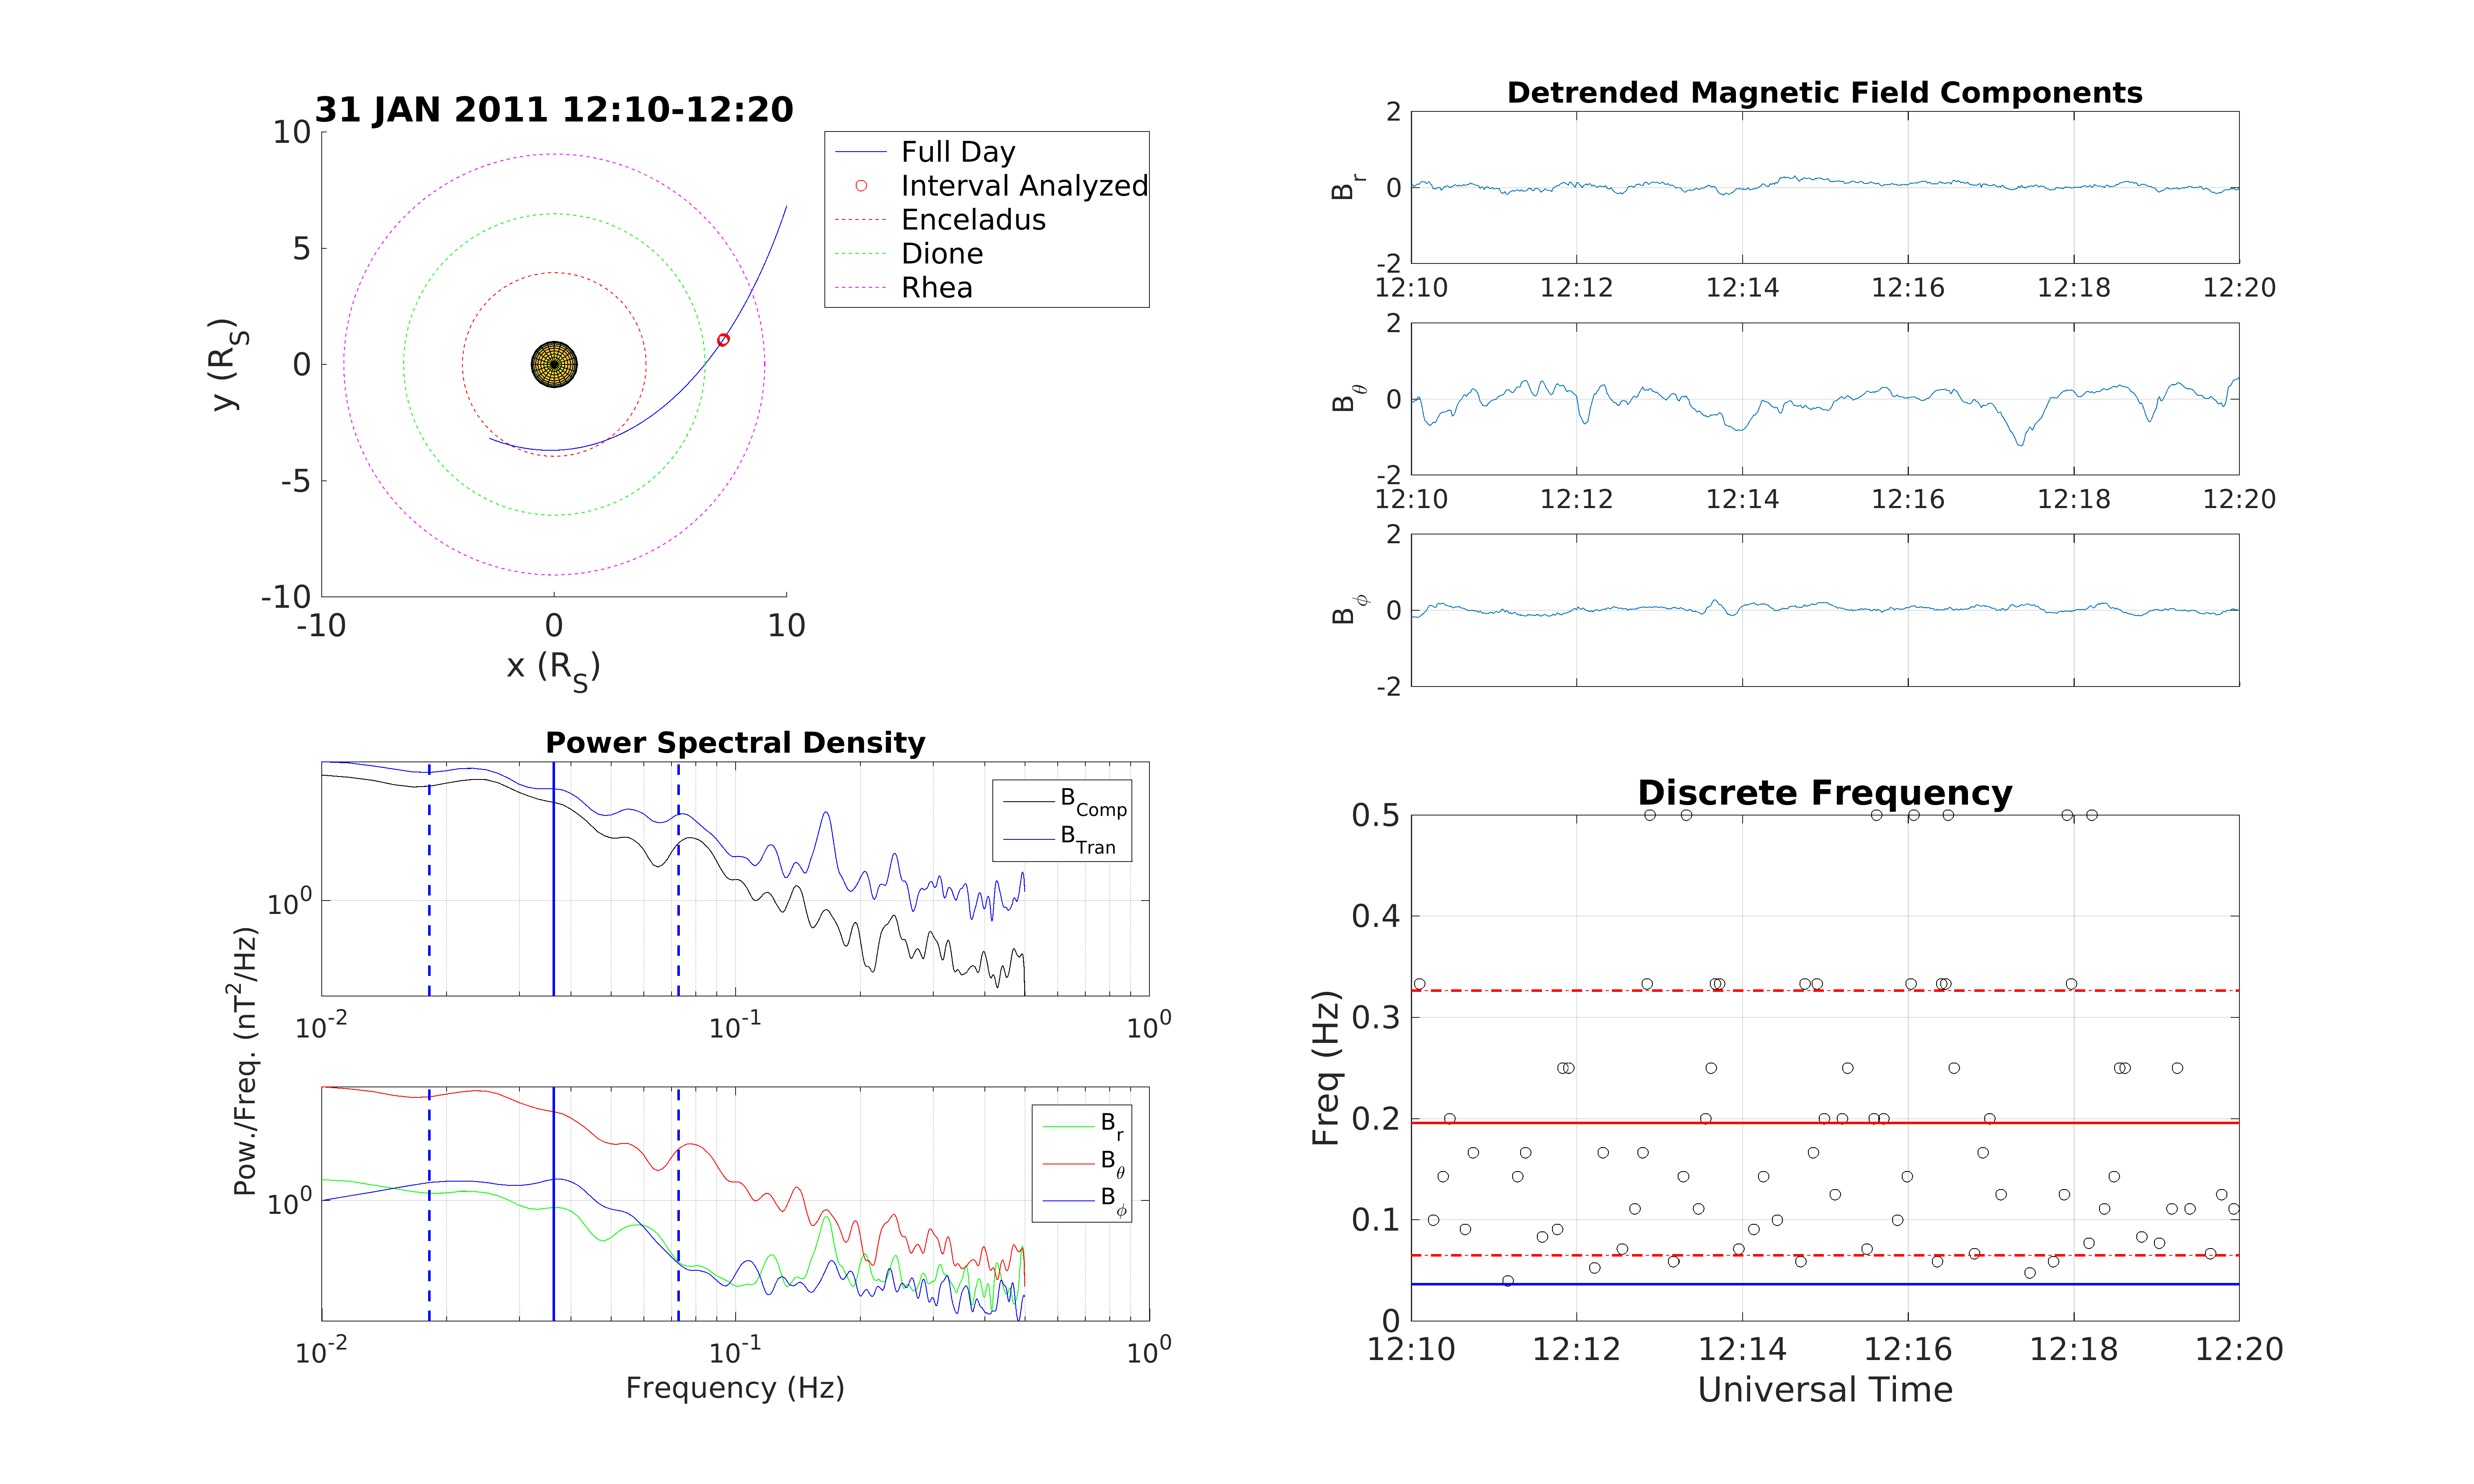 31 JAN 2011 12:10-12:20
10
5
0
-5
-10
-10 0 10
y (R_S)
x (R_S)
Full Day
Interval Analyzed
Enceladus
Dione
Rhea
Detrended Magnetic Field Components
2
0
-2
B_r
12:10 12:12 12:14 12:16 12:18 12:20
2
0
-2
B_θ
12:10 12:12 12:14 12:16 12:18 12:20
2
0
-2
B_ϕ
Power Spectral Density
10^0
B_Comp
B_Tran
10^-2 10^-1 10^0
Pow./Freq. (nT^2/Hz)
10^0
B_r
B_θ
B_ϕ
10^-2 10^-1 10^0
Frequency (Hz)
Discrete Frequency
0.5
0.4
0.3
0.2
0.1
0
Freq (Hz)
12:10 12:12 12:14 12:16 12:18 12:20
Universal Time